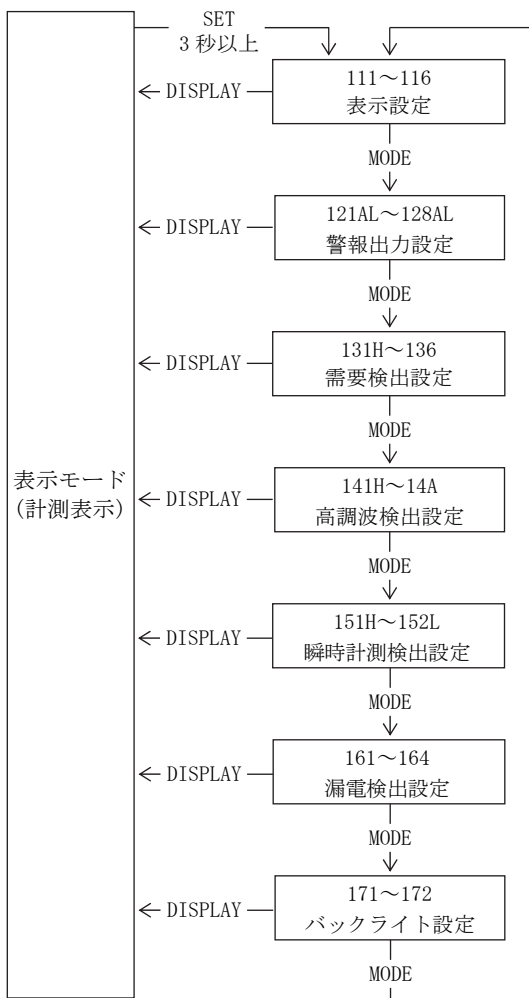 SET
3秒以上
111～116
表示設定
DISPLAY
MODE
121AL～128AL
警報出力設定
DISPLAY
MODE
131H～136
需要検出設定
DISPLAY
MODE
表示モード
(計測表示)
141H～14A
高調波検出設定
DISPLAY
MODE
151H～152L
瞬時計測検出設定
DISPLAY
MODE
161～164
漏電検出設定
DISPLAY
MODE
171～172
バックライト設定
DISPLAY
MODE